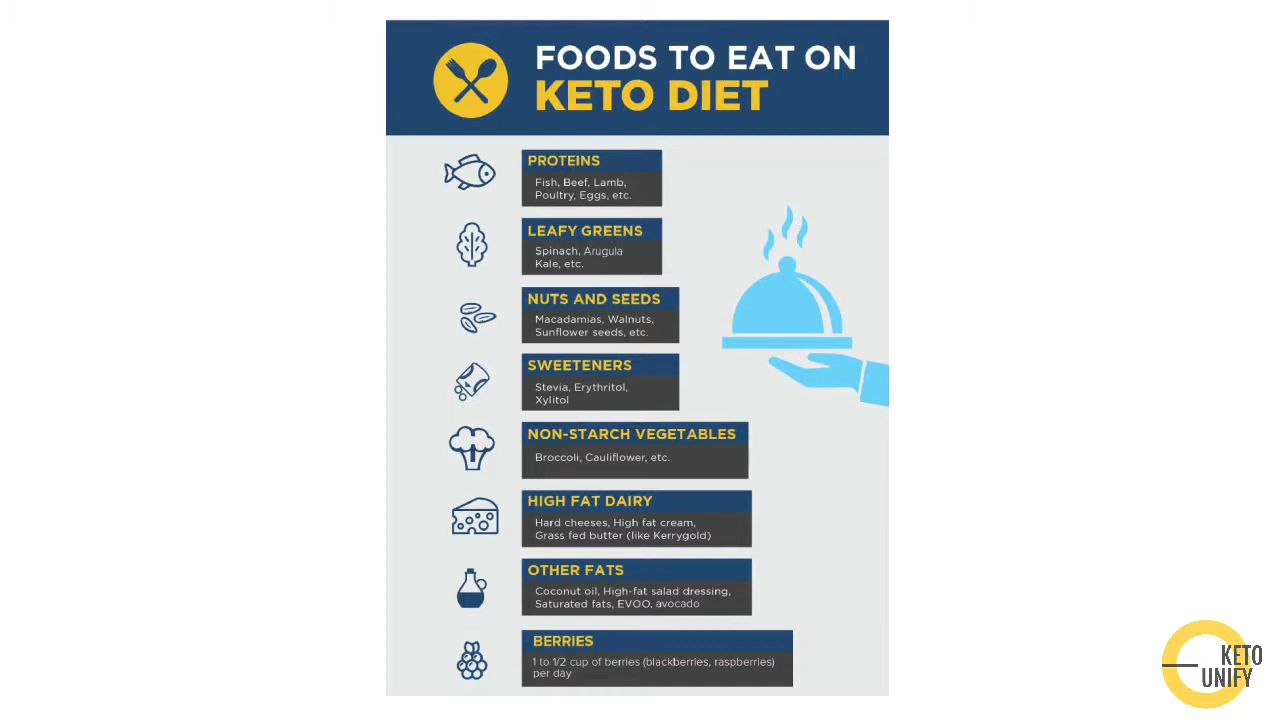 FOODS TO EAT ON
KETO DIET
PROTEINS
Fish, Beef, Lamb,
Poultry, Eggs, etc.
LEAFY GREENS
Spinach, Arugula
Kale, etc.
NUTS AND SEEDS
Macadamias, Walnuts,
Sunflower seeds, etc.
SWEETENERS
Stevia, Erythritol,
Xylitol
NON-STARCH VEGETABLES
Broccoli, Cauliflower, etc.
HIGH FAT DAIRY
Hard cheeses, High fat cream,
Grass fed butter (like Kerrygold)
OTHER FATS
Coconut oil, High-fat salad dressing,
Saturated fats, EVOO, avocado
BERRIES
1 to 1/2 cup of berries (blackberries, raspberries)
per day
KETO
UNIFY